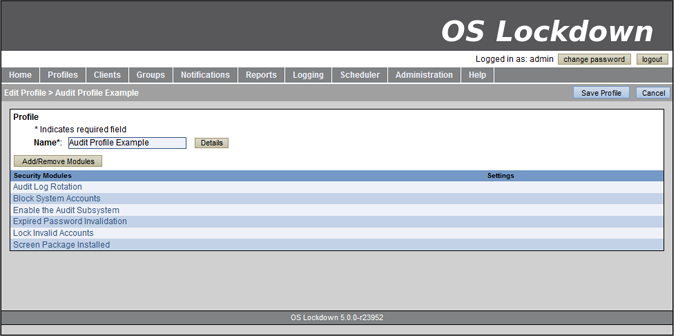 OS Lockdown
Logged in as: admin change password logout
Home Profiles Clients Groups Notifications Reports Logging Scheduler Administration Help
Edit Profile > Audit Profile Example Save Profile Cancel
Profile
* Indicates required field
Name*: Audit Profile Example Details
Add/Remove Modules
Security Modules Settings
Audit Log Rotation
Block System Accounts
Enable the Audit Subsystem
Expired Password Invalidation
Lock Invalid Accounts
Screen Package Installed
OS Lockdown 5.0.0-r23952